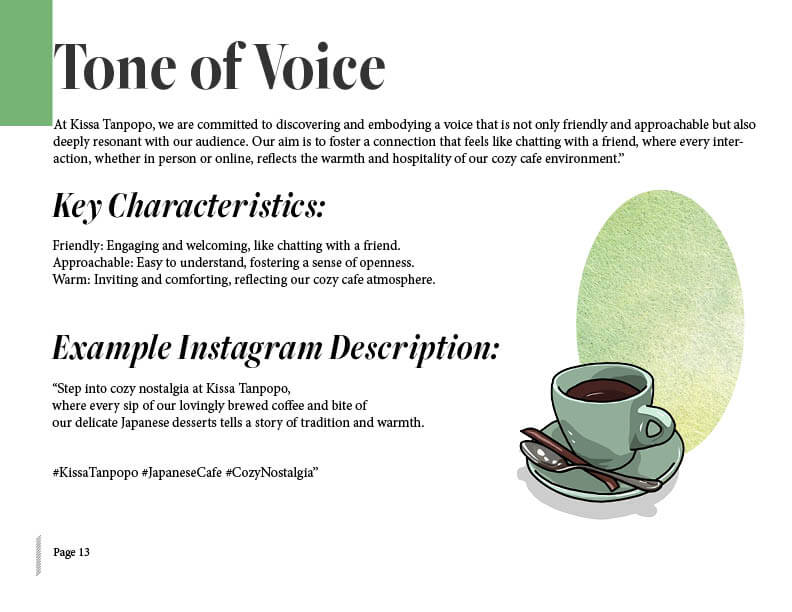 Tone of Voice
At Kissa Tanpopo, we are committed to discovering and embodying a voice that is not only friendly and approachable but also
deeply resonant with our audience. Our aim is to foster a connection that feels like chatting with a friend, where every inter-
action, whether in person or online, reflects the warmth and hospitality of our cozy cafe environment.”
Key Characteristics:
Friendly: Engaging and welcoming, like chatting with a friend.
Approachable: Easy to understand, fostering a sense of openness.
Warm: Inviting and comforting, reflecting our cozy cafe atmosphere.
Example Instagram Description:
“Step into cozy nostalgia at Kissa Tanpopo,
where every sip of our lovingly brewed coffee and bite of
our delicate Japanese desserts tells a story of tradition and warmth.
#KissaTanpopo #JapaneseCafe #CozyNostalgia”
Page 13